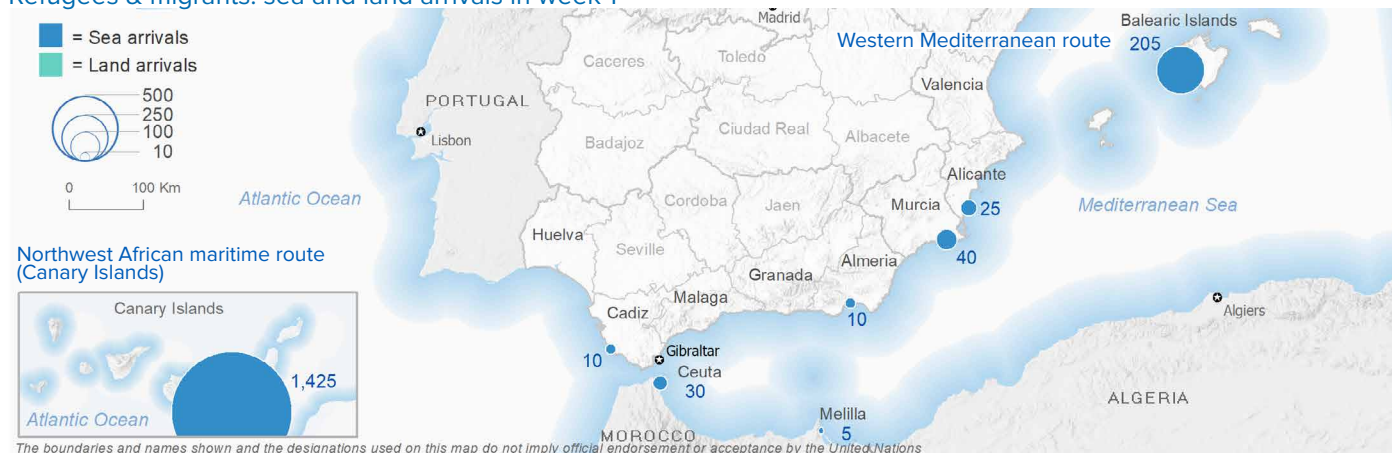 = Sea arrivals
= Land arrivals
500
250
100
10
0 100 Km
Madrid
Western Mediterranean route
Balearic Islands
205
Caceres
Toledo
Valencia
PORTUGAL
Lisbon
Badajoz
Ciudad Real
Albacete
Atlantic Ocean
Alicante
25
Mediterranean Sea
Cordoba
Jaen
Murcia
40
Huelva
Seville
Almeria
Granada
Malaga
Cadiz
10
10
Gibraltar
Ceuta
30
Algiers
Melilla
5
ALGERIA
MOROCCO
Northwest African maritime route
(Canary Islands)
Canary Islands
1,425
Atlantic Ocean
The boundaries and names shown and the designations used on this map do not imply official endorsement or acceptance by the United Nations